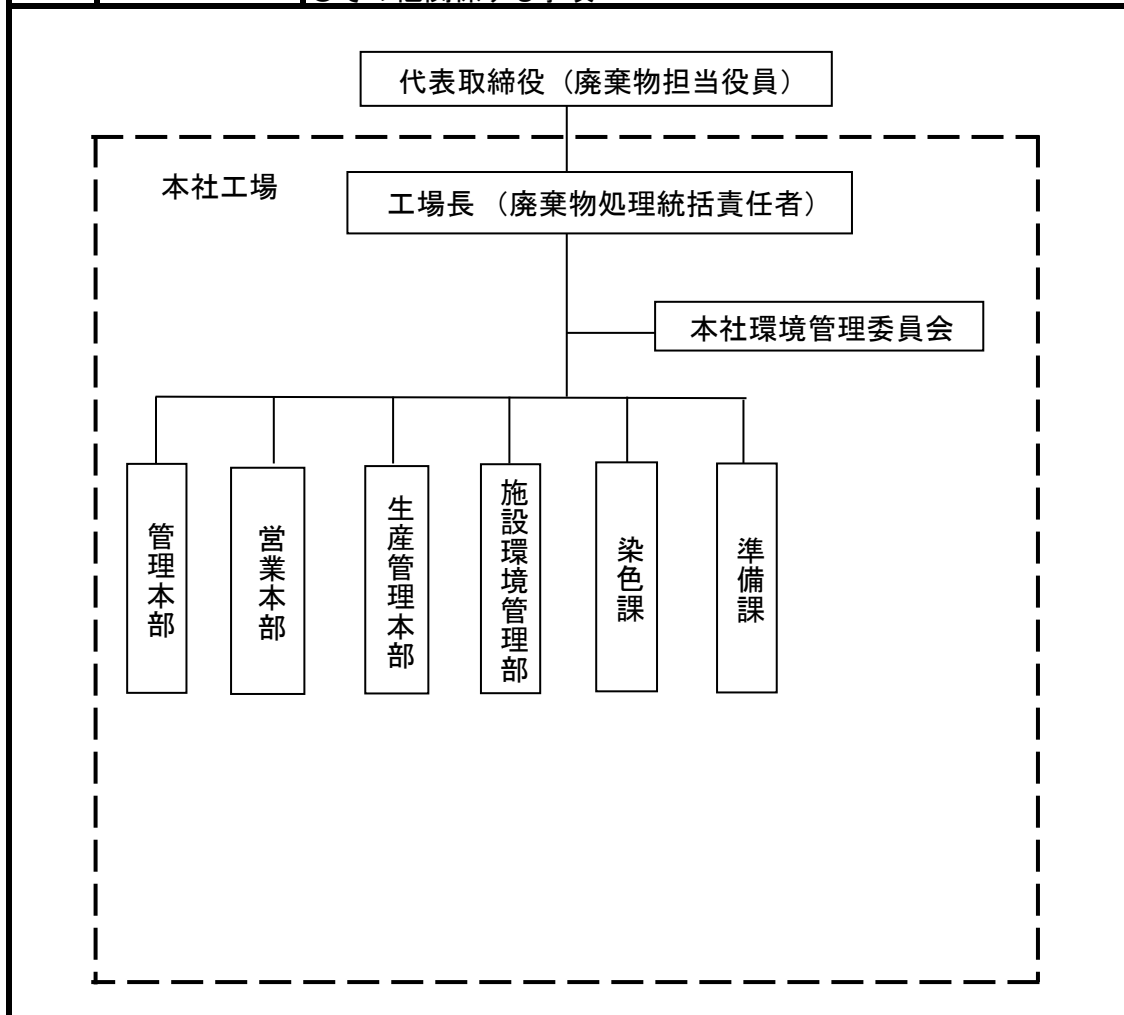 代表取締役（廃棄物担当役員）
本社工場
工場長 （廃棄物処理統括責任者）
本社環境管理委員会
管理本部
営業本部
生産管理本部
施設環境管理部
染色課
準備課